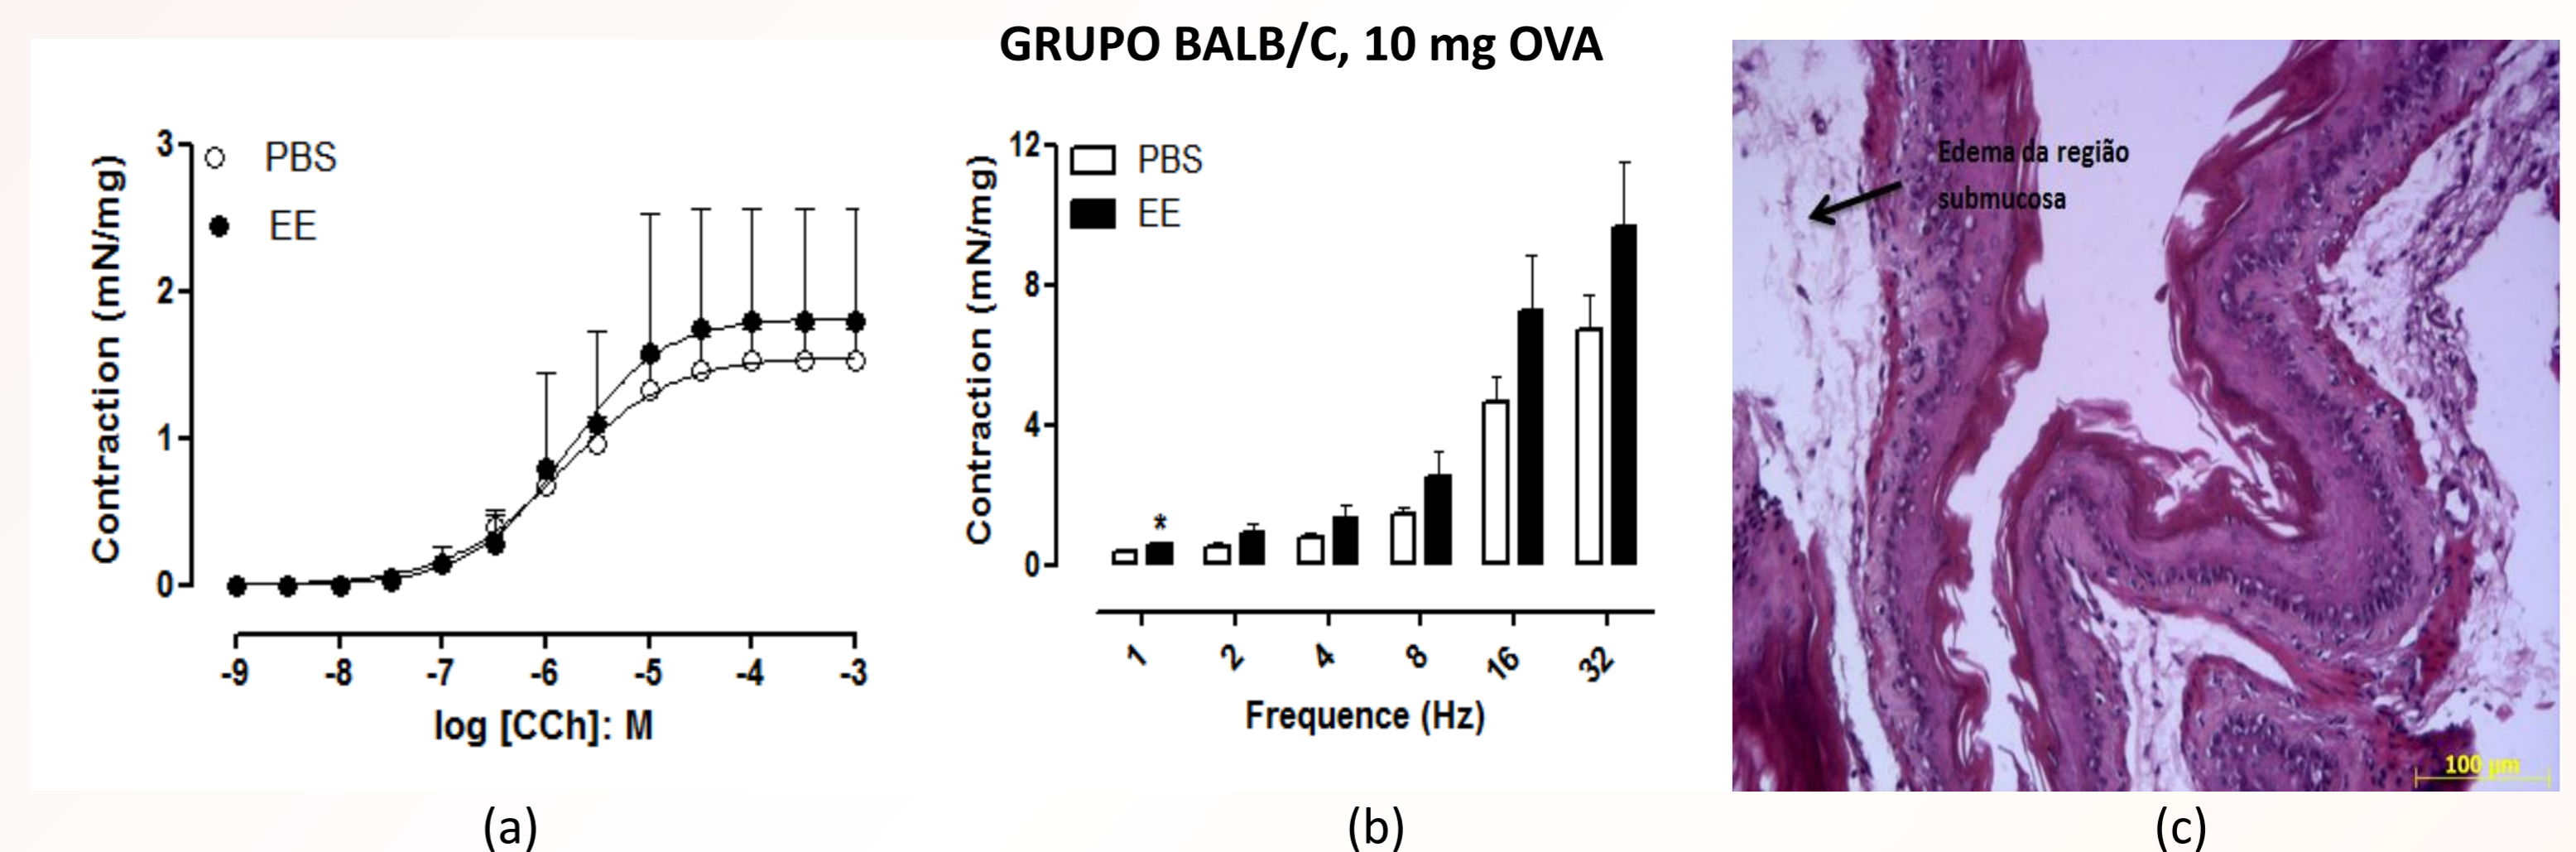 GRUPO BALB/C, 10 mg OVA
Contraction (mN/mg)
3
2
1
0
PBS
EE
-9
-8
-7
-6
-5
-4
-3
log [CCh]: M
(a)
Contraction (mN/mg)
12
8
4
0
PBS
EE
*
1
2
4
8
16
32
Frequence (Hz)
(b)
Edema da região
submucosa
100 µm
(c)